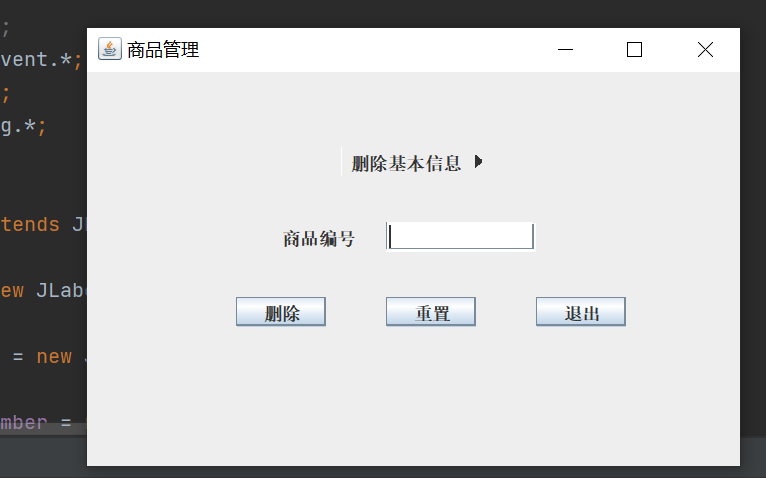 ;
vent.*;
商品管理
;
g.*;
删除基本信息
tends J
商品编号
ew JLab
删除 重置 退出
= new
mber =